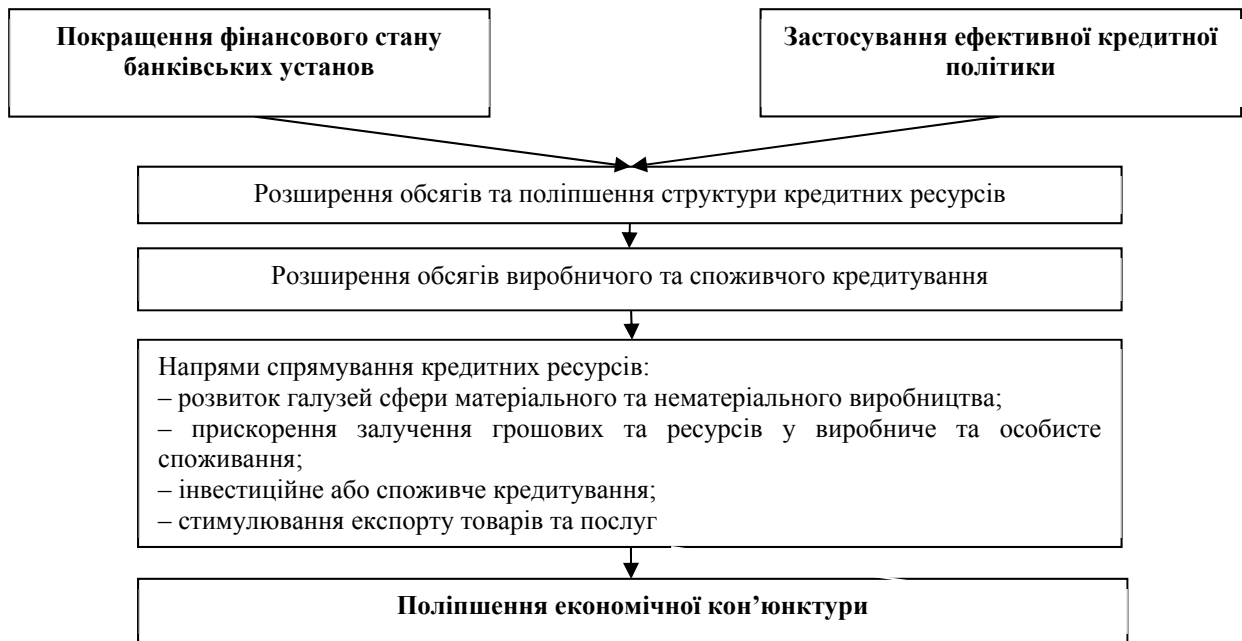 Покращення фінансового стану
банківських установ
Застосування ефективної кредитної
політики
Розширення обсягів та поліпшення структури кредитних ресурсів
Розширення обсягів виробничого та споживчого кредитування
Напрями спрямування кредитних ресурсів:
– розвиток галузей сфери матеріального та нематеріального виробництва;
– прискорення залучення грошових та ресурсів у виробниче та особисте
споживання;
– інвестиційне або споживче кредитування;
– стимулювання експорту товарів та послуг
Поліпшення економічної кон’юнктури